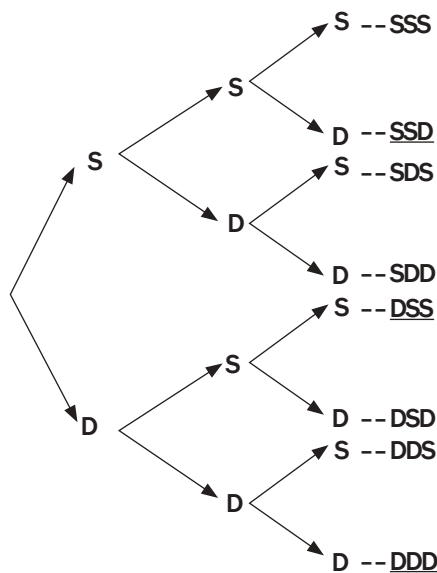 S -- SSS
S
D -- SSD
S
S -- SDS
D
D -- SDD
S -- DSS
S
D -- DSD
D
S -- DDS
D
D -- DDD